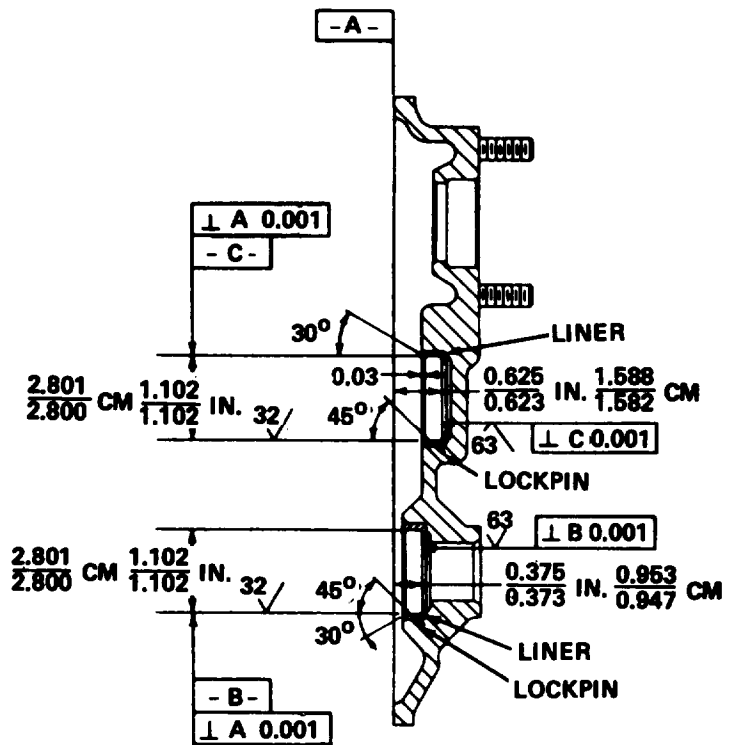 - A -
⊥ A 0.001
- C -
30°
LINER
0.03
2.801 / 2.800 CM 1.102 / 1.102 IN.
32
45°
0.625 / 0.623 IN. 1.588 / 1.582 CM
63
⊥ C 0.001
LOCKPIN
63
⊥ B 0.001
2.801 / 2.800 CM 1.102 / 1.102 IN.
32
45°
0.375 / 0.373 IN. 0.953 / 0.947 CM
30°
LINER
LOCKPIN
- B -
⊥ A 0.001